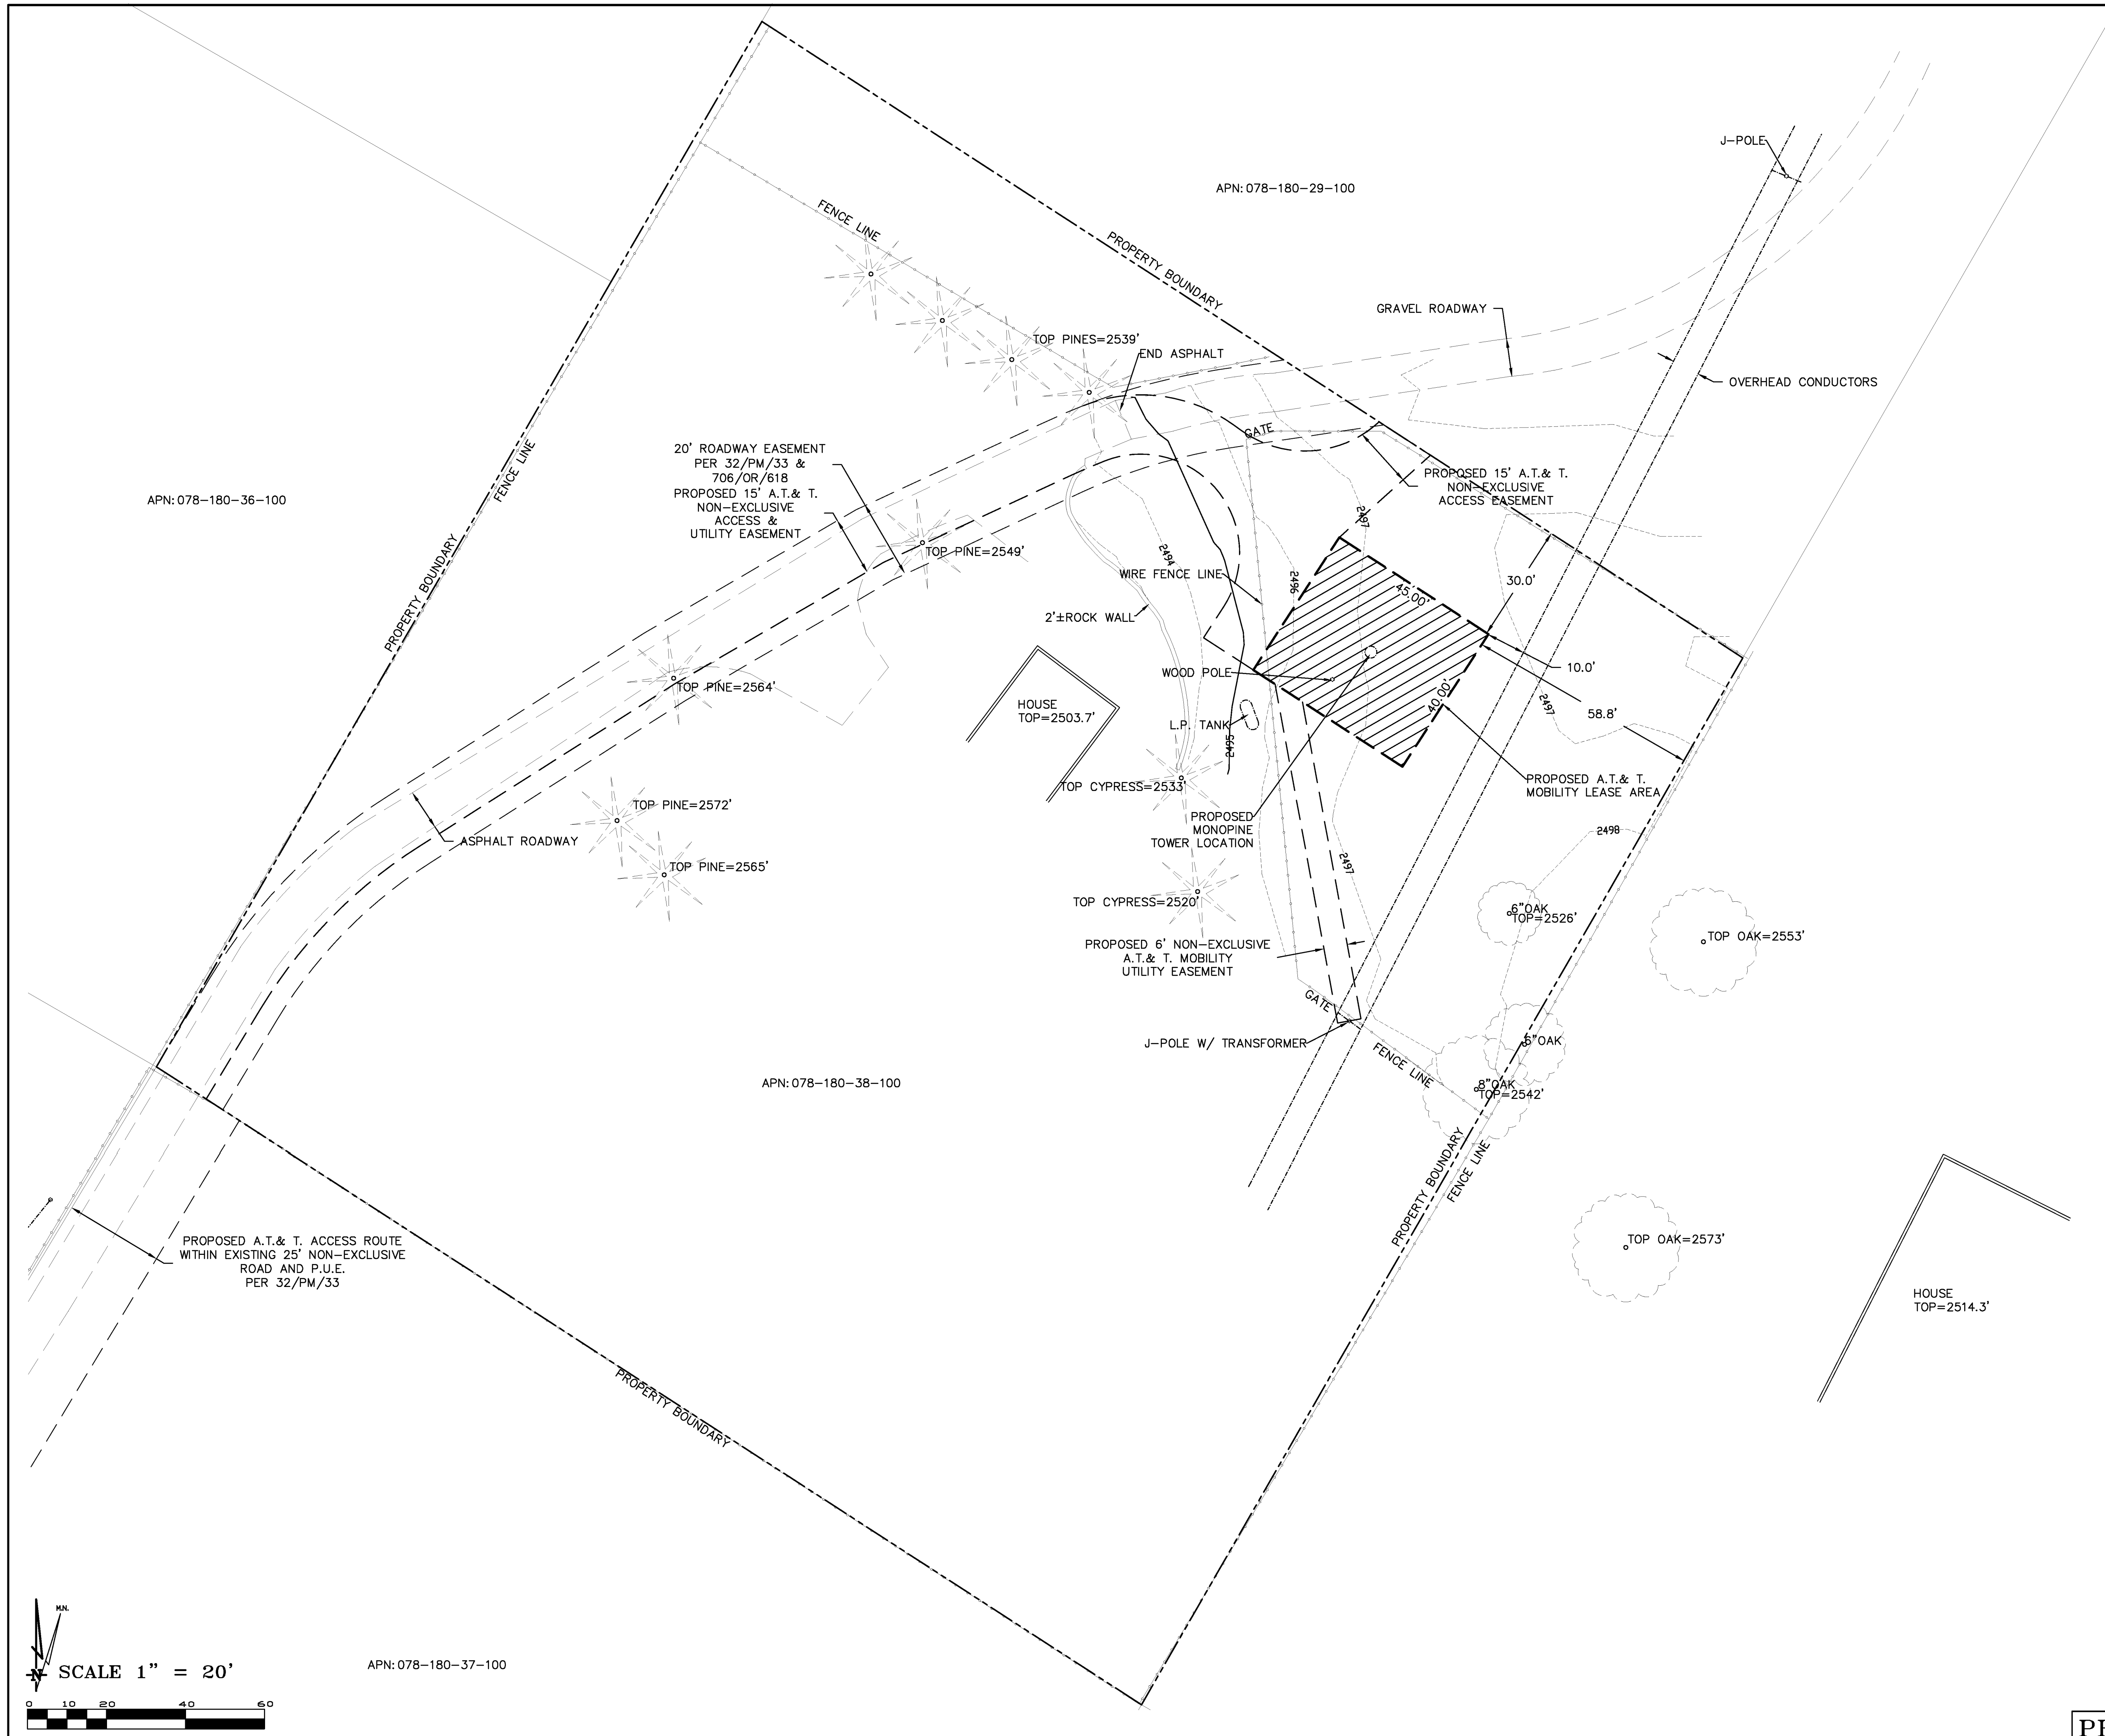 J-POLE
APN: 078-180-29-100
FENCE LINE
PROPERTY BOUNDARY
GRAVEL ROADWAY
TOP PINES=2539'
END ASPHALT
OVERHEAD CONDUCTORS
GATE
20' ROADWAY EASEMENT
PER 32/PM/33 &
706/OR/618
PROPOSED 15' A.T.& T.
NON-EXCLUSIVE
ACCESS &
UTILITY EASEMENT
PROPOSED 15' A.T.& T.
NON-EXCLUSIVE
ACCESS EASEMENT
FENCE LINE
APN: 078-180-36-100
PROPERTY BOUNDARY
2497
TOP PINE=2549'
2494
WIRE FENCE LINE
2496
45.00'
30.0'
2'±ROCK WALL
10.0'
WOOD POLE
TOP PINE=2564'
40.00'
2497
58.8'
HOUSE
TOP=2503.7'
L.P. TANK
2495
TOP CYPRESS=2533'
PROPOSED A.T.& T.
MOBILITY LEASE AREA
TOP PINE=2572'
PROPOSED
MONOPINE
TOWER LOCATION
2498
ASPHALT ROADWAY
TOP PINE=2565'
2497
TOP CYPRESS=2520'
6"OAK
TOP=2526'
TOP OAK=2553'
PROPOSED 6' NON-EXCLUSIVE
A.T.& T. MOBILITY
UTILITY EASEMENT
GATE
J-POLE W/ TRANSFORMER
6"OAK
FENCE LINE
APN: 078-180-38-100
8"OAK
TOP=2542'
PROPERTY BOUNDARY
FENCE LINE
PROPOSED A.T.& T. ACCESS ROUTE
WITHIN EXISTING 25' NON-EXCLUSIVE
ROAD AND P.U.E.
PER 32/PM/33
TOP OAK=2573'
HOUSE
TOP=2514.3'
PROPERTY BOUNDARY
M.N.
N
SCALE 1" = 20'
APN: 078-180-37-100
0 10 20 40 60